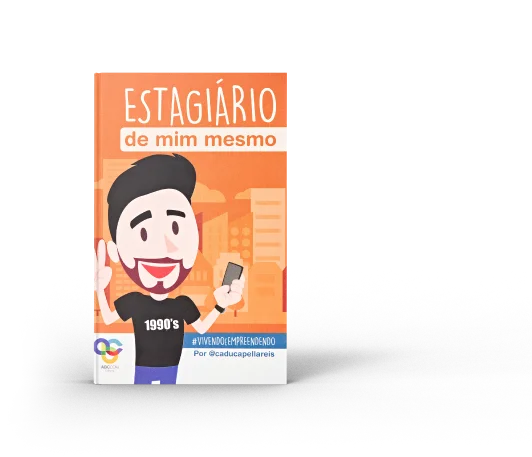 ESTAGIÁRIO
de mim mesmo
1990's
#VIVENDOeEMPREENDENDO
Por @caducapellareis